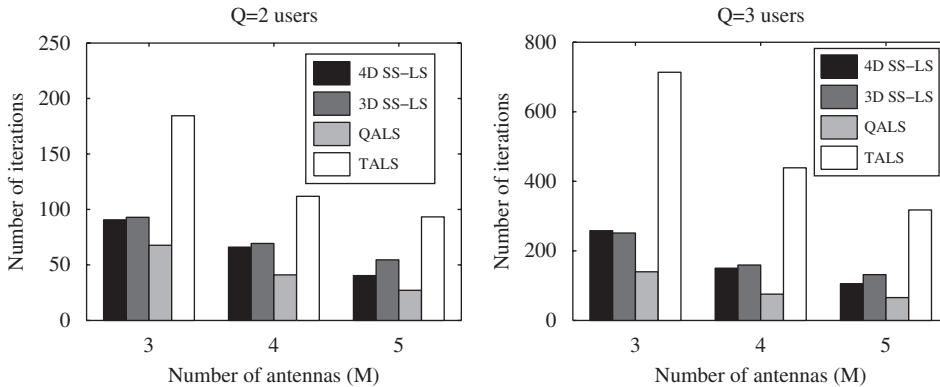 Q=2 users
250
200
150
100
50
0
Number of iterations
4D SS–LS
3D SS–LS
QALS
TALS
3 4 5
Number of antennas (M)
Q=3 users
800
600
400
200
0
Number of iterations
4D SS–LS
3D SS–LS
QALS
TALS
3 4 5
Number of antennas (M)